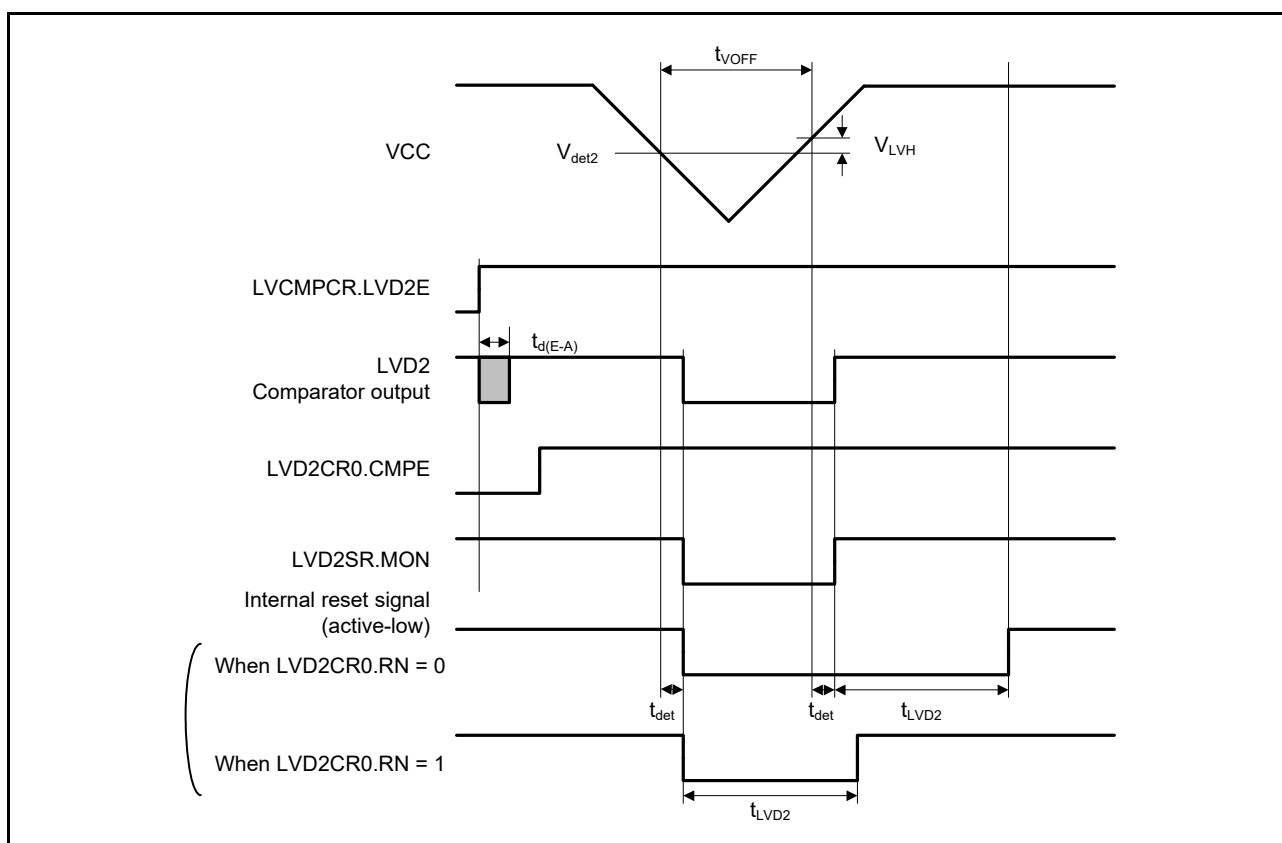 tVOFF
VCC
Vdet2
VLVH
LVCMPCR.LVD2E
td(E-A)
LVD2
Comparator output
LVD2CR0.CMPE
LVD2SR.MON
Internal reset signal
(active-low)
When LVD2CR0.RN = 0
tdet
tdet
tLVD2
When LVD2CR0.RN = 1
tLVD2